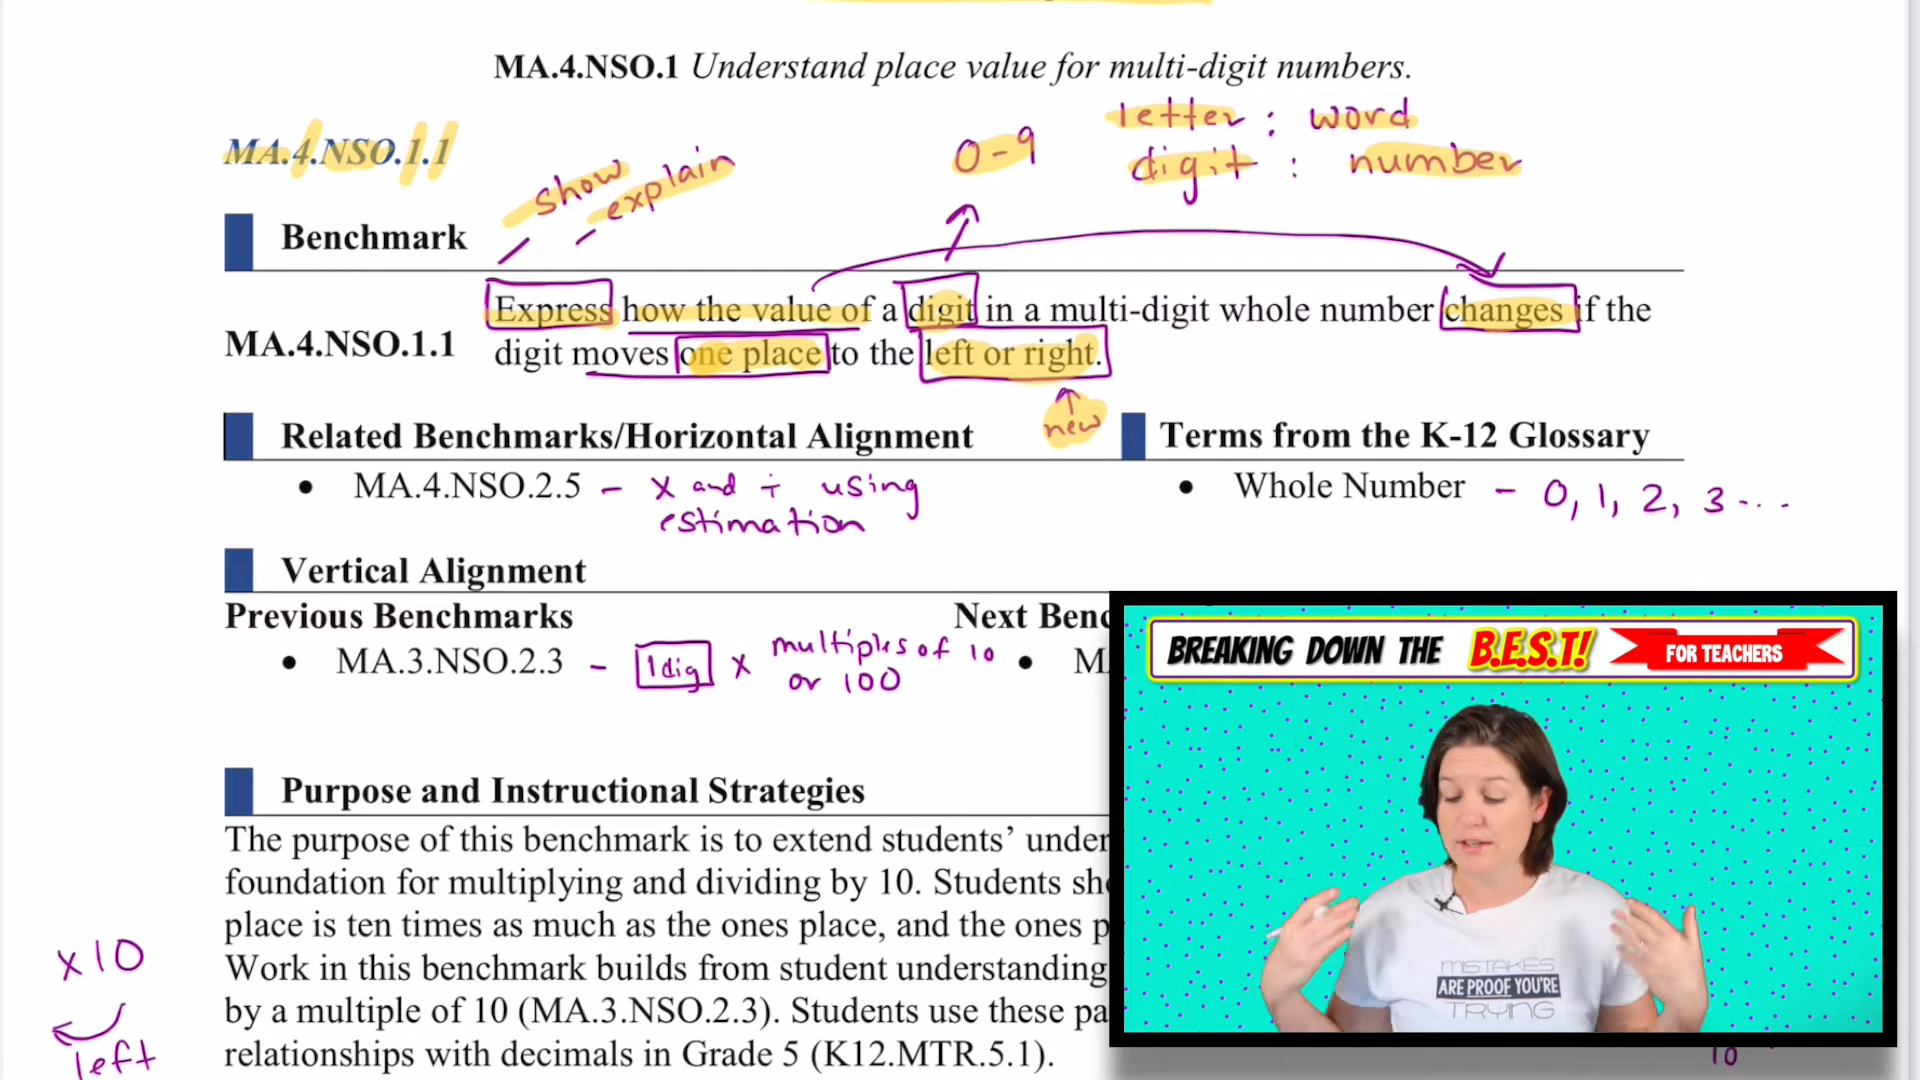 MA.4.NSO.1 Understand place value for multi-digit numbers.
letter : word
digit : number
0-9
MA.4.NSO.1.1
show
explain
Benchmark
Express how the value of a digit in a multi-digit whole number changes if the
MA.4.NSO.1.1
digit moves one place to the left or right.
new
Related Benchmarks/Horizontal Alignment
Terms from the K-12 Glossary
• MA.4.NSO.2.5 - x and ÷ using
estimation
• Whole Number - 0, 1, 2, 3...
Vertical Alignment
Previous Benchmarks
Next Benc
• MA.3.NSO.2.3 - 1dig x multiples of 10
or 100
• M
BREAKING DOWN THE B.E.S.T! FOR TEACHERS
Purpose and Instructional Strategies
The purpose of this benchmark is to extend students’ under
foundation for multiplying and dividing by 10. Students sh
place is ten times as much as the ones place, and the ones p
Work in this benchmark builds from student understanding
by a multiple of 10 (MA.3.NSO.2.3). Students use these pa
relationships with decimals in Grade 5 (K12.MTR.5.1).
x10
left
MISTAKES
ARE PROOF YOU'RE
TRYING
10